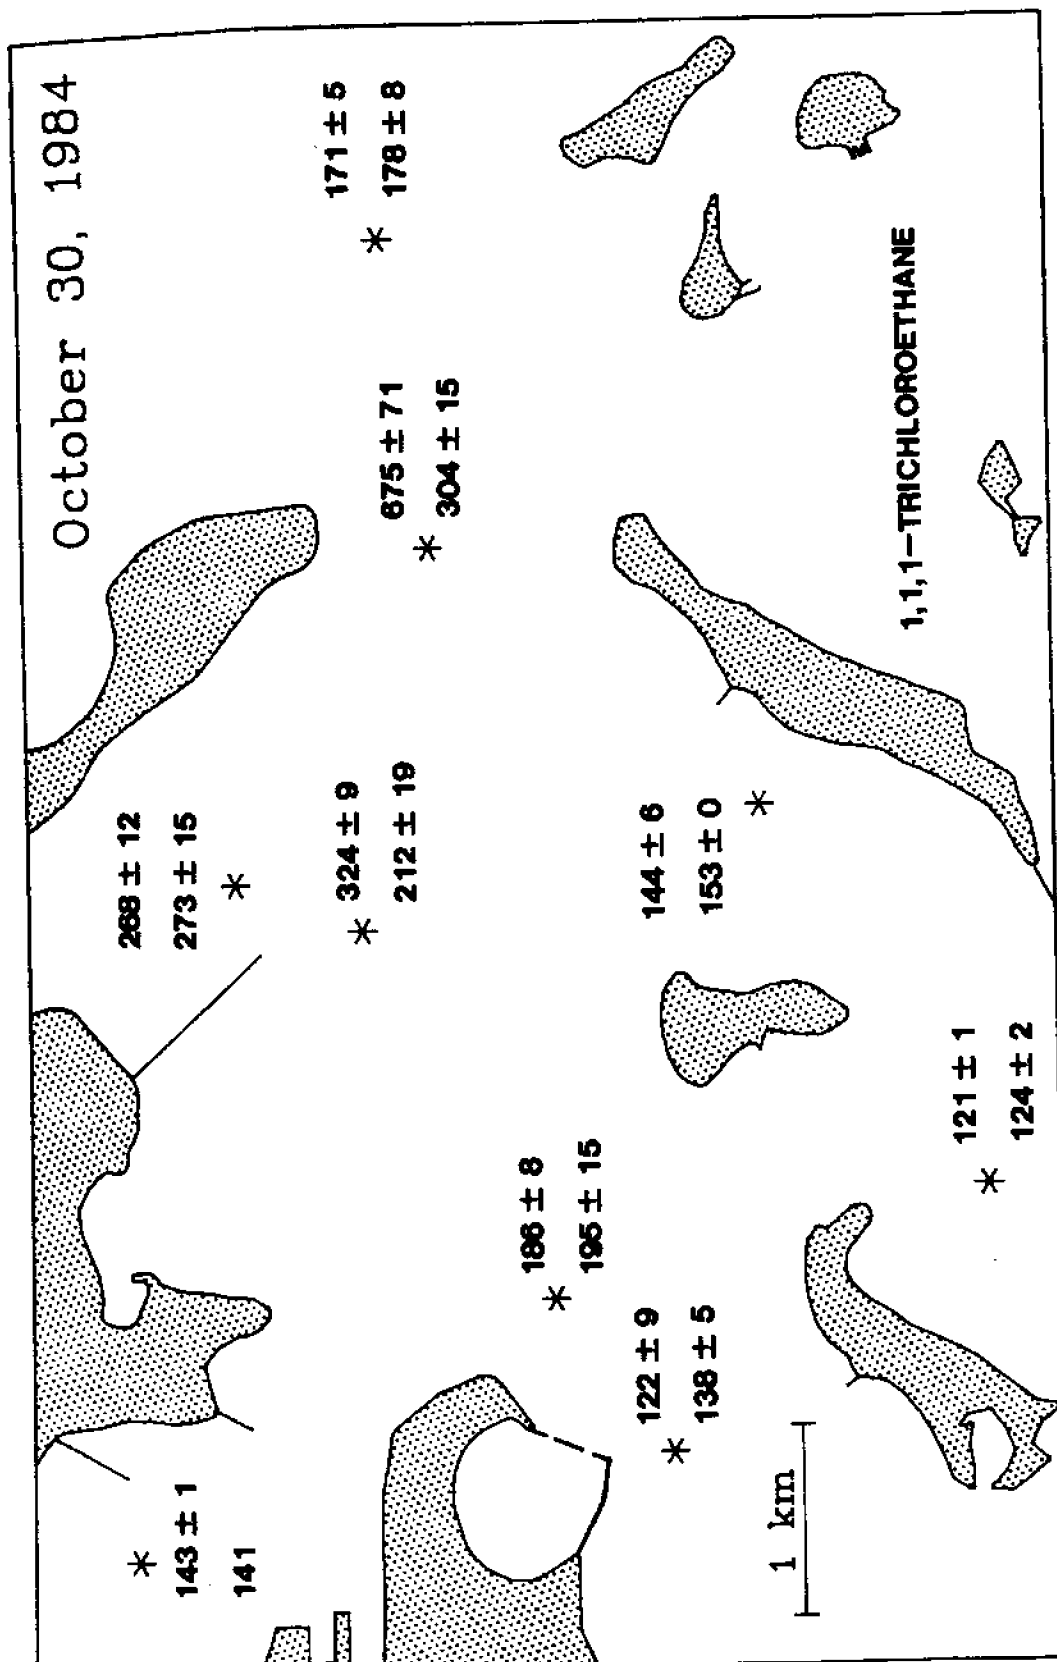 October 30, 1984
171 ± 5
178 ± 8
675 ± 71
304 ± 15
268 ± 12
273 ± 15
324 ± 9
212 ± 19
144 ± 6
153 ± 0
186 ± 8
195 ± 15
122 ± 9
138 ± 5
121 ± 1
124 ± 2
143 ± 1
141
1,1,1-TRICHLOROETHANE
1 km